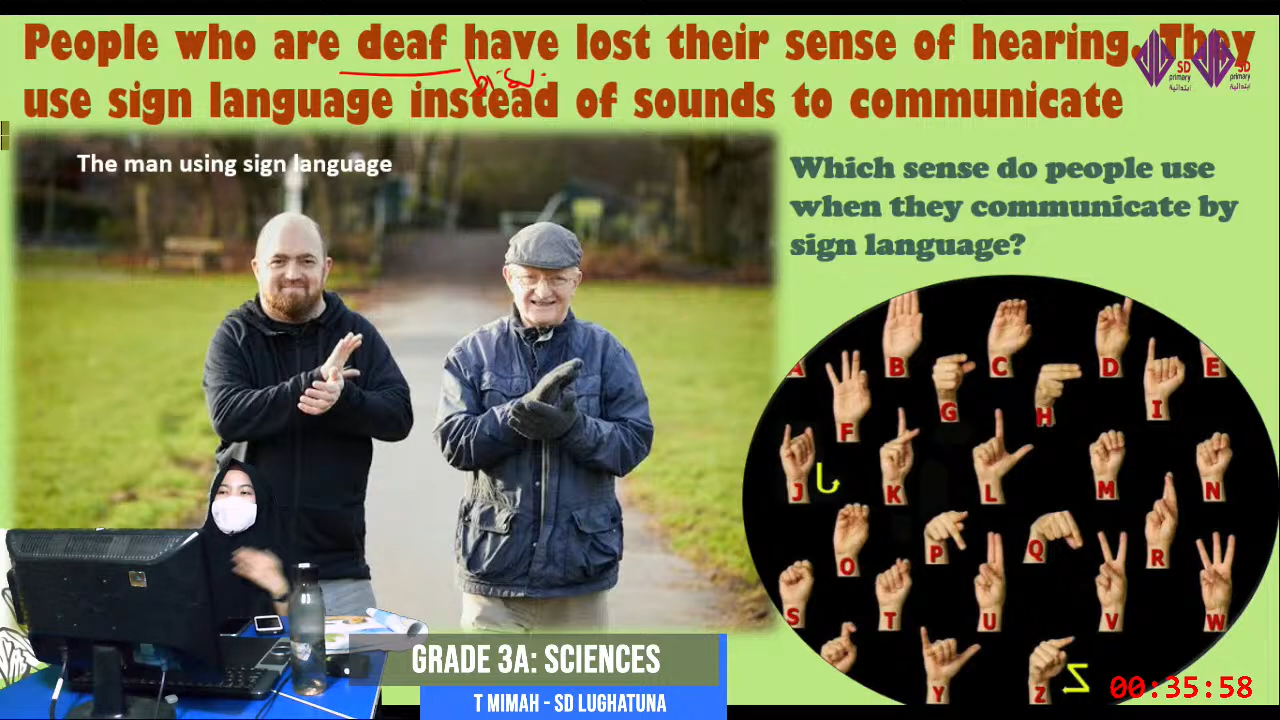 People who are deaf have lost their sense of hearing. They
use sign language instead of sounds to communicate
SD
primary
ابتدائية
SD
primary
ابتدائية
The man using sign language
Which sense do people use
when they communicate by
sign language?
A B C D E
F G H I
J K L M N
O P Q R
S T U V W
Y Z
GRADE 3A: SCIENCES
T MIMAH - SD LUGHATUNA
00:35:58